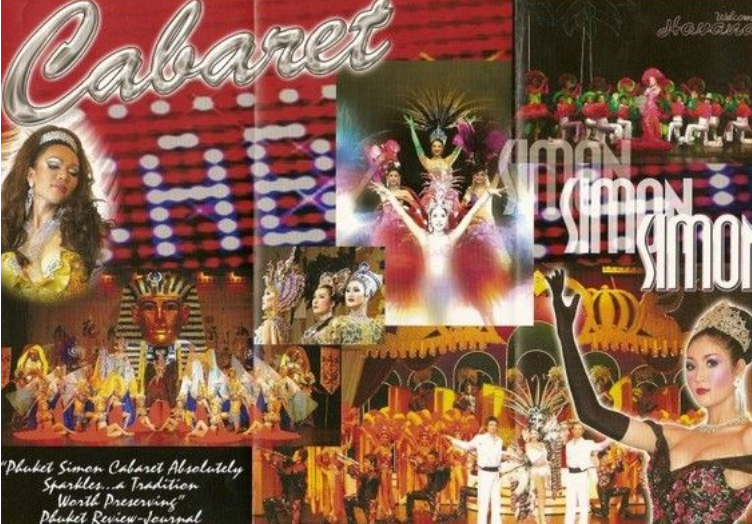 Cabaret
Welcome
Havana
SIMON
SIMON
SIMON
"Phuket Simon Cabaret Absolutely
Sparkles...a Tradition
Worth Preserving"
Phuket Review-Journal